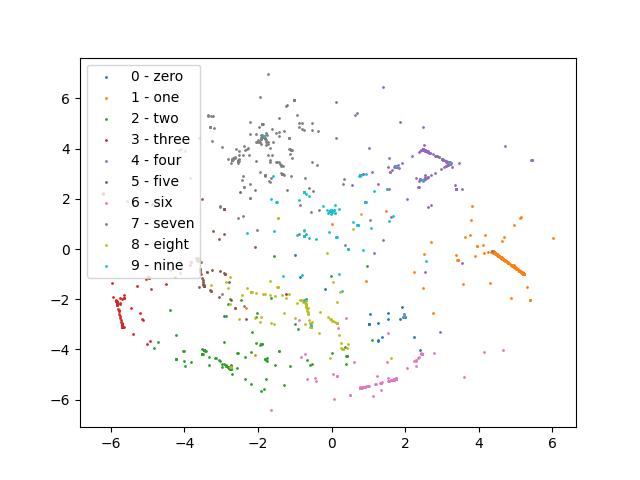 0 - zero
1 - one
2 - two
3 - three
4 - four
5 - five
6 - six
7 - seven
8 - eight
9 - nine
6
4
2
0
−2
−4
−6
−6 −4 −2 0 2 4 6